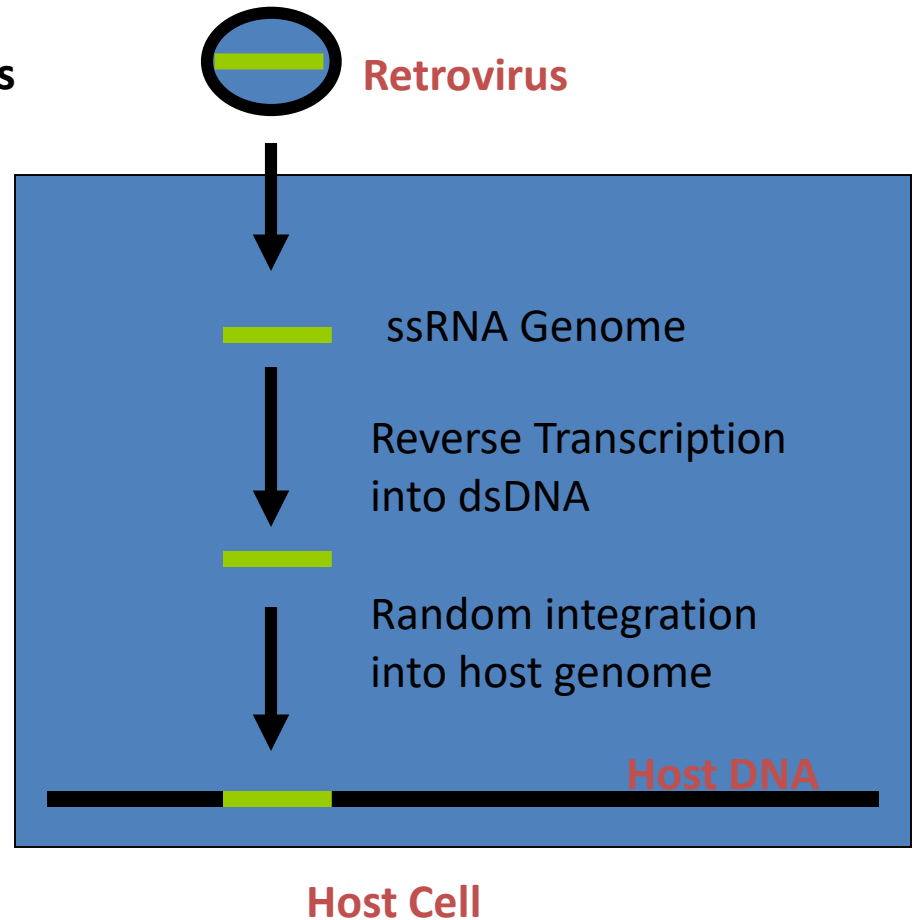 s
Retrovirus
ssRNA Genome
Reverse Transcription
into dsDNA
Random integration
into host genome
Host DNA
Host Cell